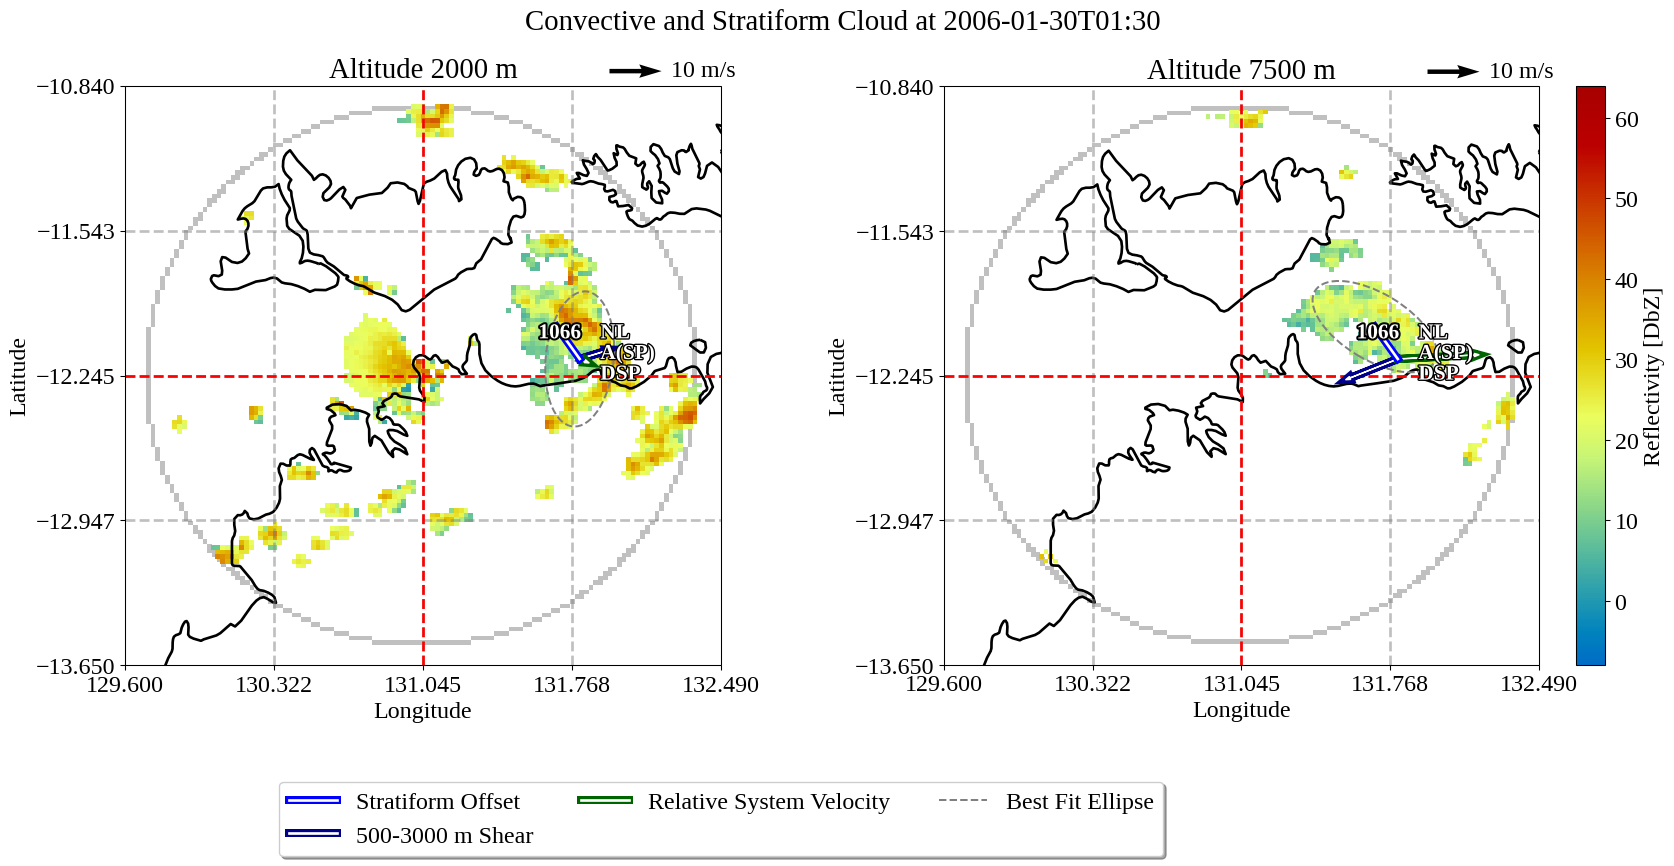 Convective and Stratiform Cloud at 2006-01-30T01:30
Altitude 2000 m
10 m/s
Altitude 7500 m
10 m/s
−10.840
−11.543
−12.245
−12.947
−13.650
129.600
130.322
131.045
131.768
132.490
Latitude
Longitude
1066
NL
A(SP)
DSP
−10.840
−11.543
−12.245
−12.947
−13.650
129.600
130.322
131.045
131.768
132.490
Latitude
Longitude
1066
NL
A(SP)
DSP
60
50
40
30
20
10
0
Reflectivity [DbZ]
Stratiform Offset
500-3000 m Shear
Relative System Velocity
Best Fit Ellipse